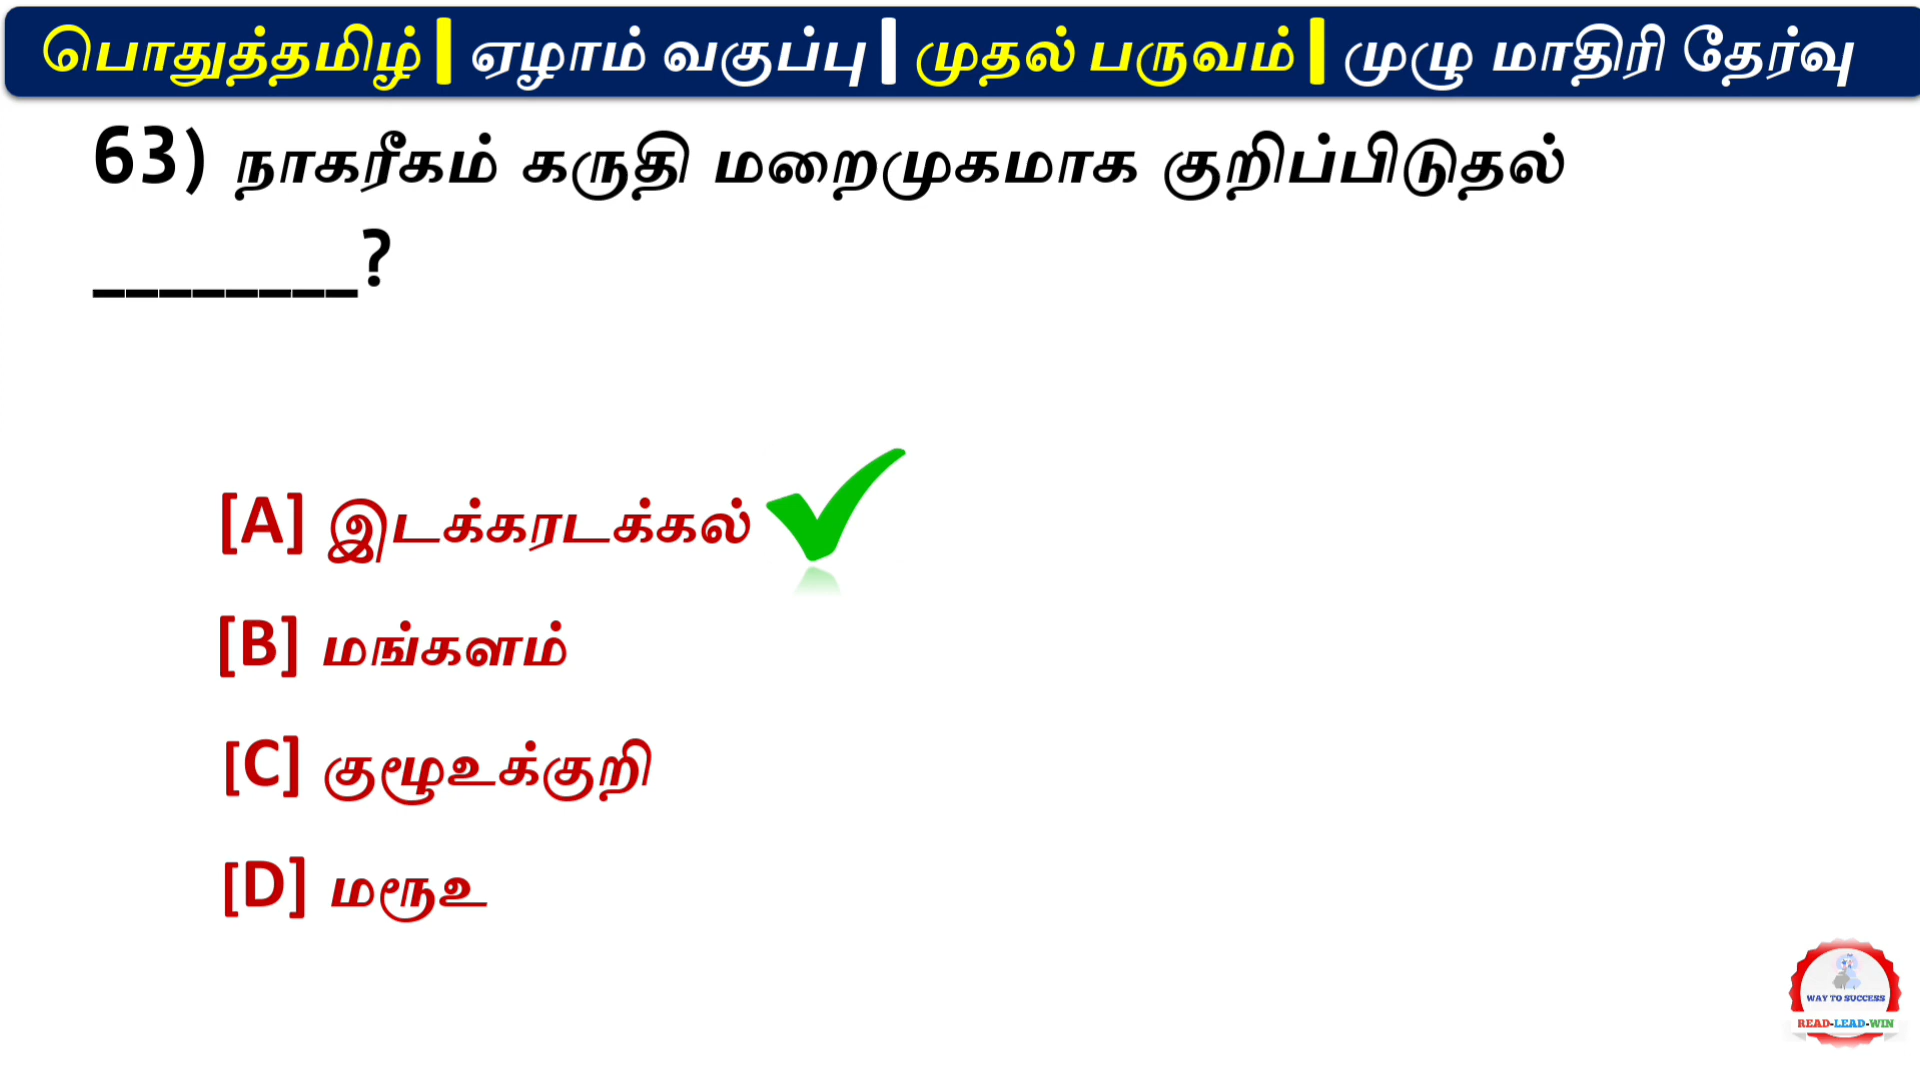 பொதுத்தமிழ் | ஏழாம் வகுப்பு | முதல் பருவம் | முழு மாதிரி தேர்வு
63) நாகரீகம் கருதி மறைமுகமாக குறிப்பிடுதல்
________?
[A] இடக்கரடக்கல்
[B] மங்களம்
[C] குழூஉக்குறி
[D] மரூஉ
WAY TO SUCCESS
READ-LEAD-WIN